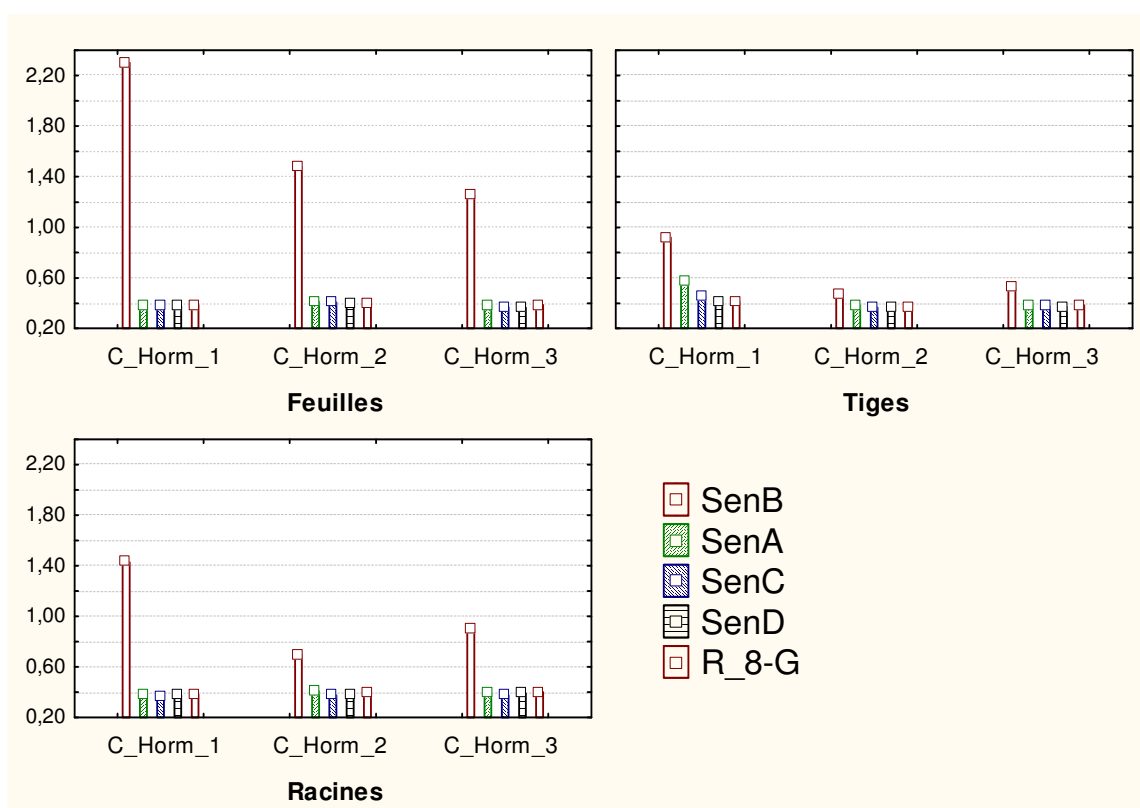 2,20
1,80
1,40
1,00
0,60
0,20
C_Horm_1 C_Horm_2 C_Horm_3
Feuilles
C_Horm_1 C_Horm_2 C_Horm_3
Tiges
2,20
1,80
1,40
1,00
0,60
0,20
C_Horm_1 C_Horm_2 C_Horm_3
Racines
SenB
SenA
SenC
SenD
R_8-G